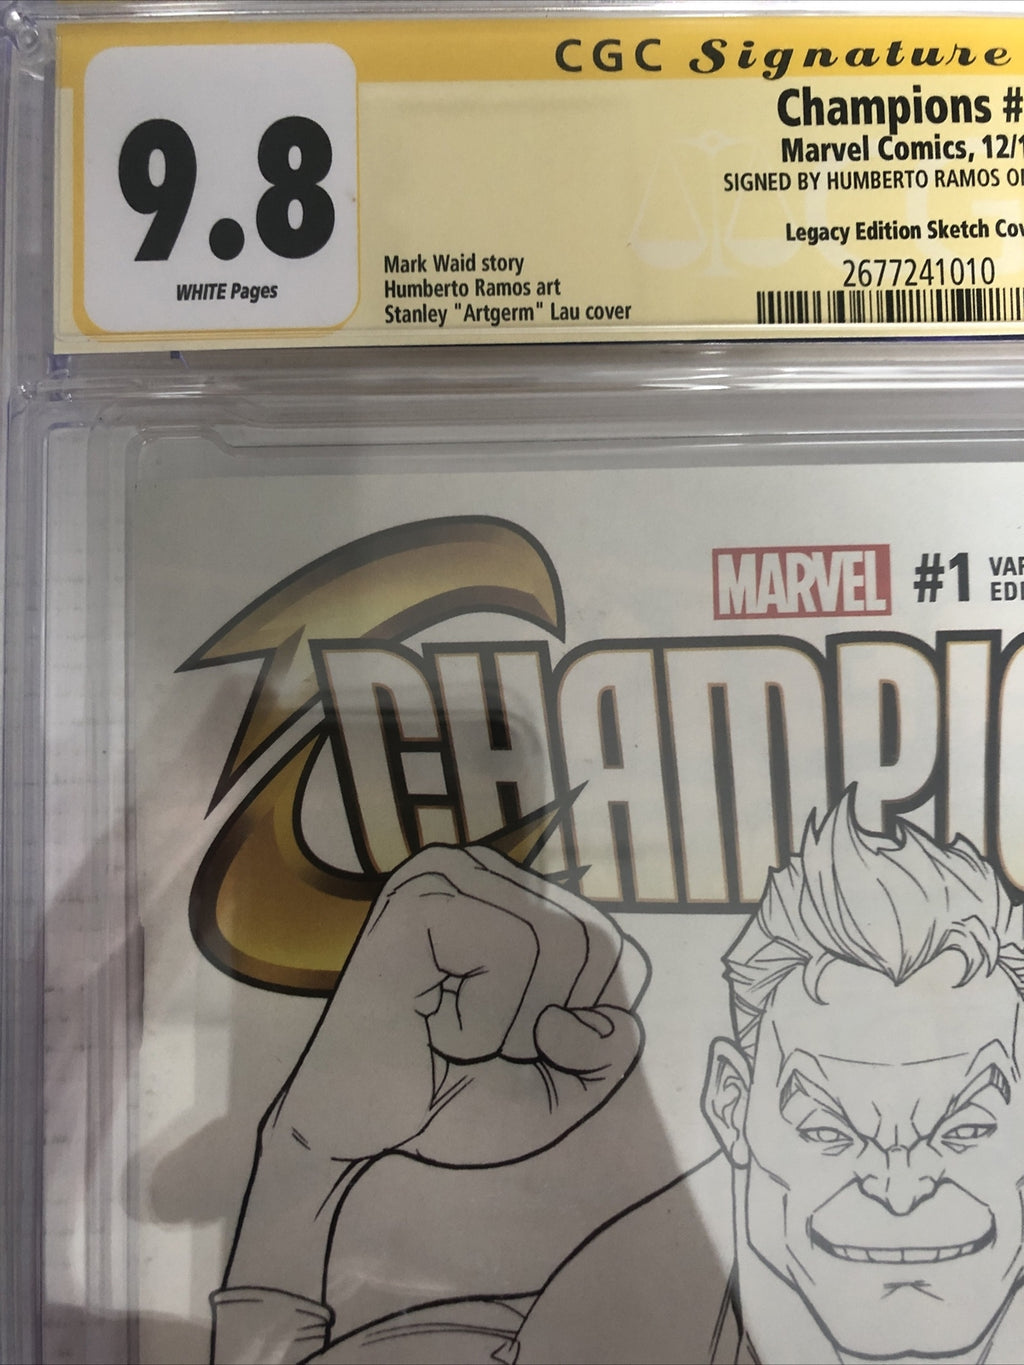 CGC Signature
9.8
WHITE Pages
Champions #
Marvel Comics, 12/1
SIGNED BY HUMBERTO RAMOS
Legacy Edition Sketch
2677241010
Mark Waid story
Humberto Ramos art
Stanley "Artgerm" Lau cover
MARVEL #1
CHAMPIO